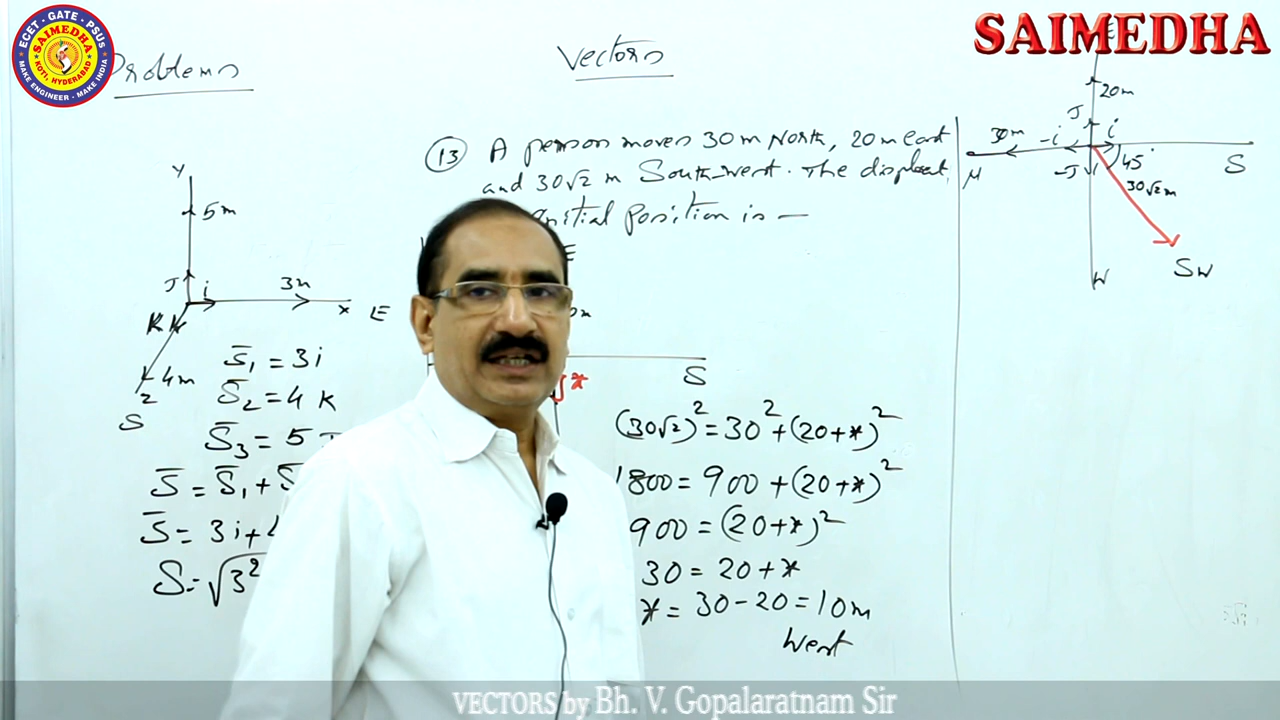 ECET · GATE · PSUS
SAIMEDHA
KOTI, HYDERABAD
MAKE ENGINEER - MAKE INDIA
SAIMEDHA
Problems
Vectors
(13) A person moves 30 m North, 20 m East
and 30√2 m South-west. The displacet,
initial position is —
Y
5m
J
i
3m
X E
K N
4m
Z
S
S̄₁ = 3i
S̄₂ = 4 K
S̄₃ = 5
S̄ = S̄₁ +
S̄ = 3i +
S = √3²
E
S
x
(30√2)² = 30² + (20+x)²
1800 = 900 + (20+x)²
900 = (20+x)²
30 = 20 + x
x = 30 - 20 = 10m
West
20m
J
30m
-i
i
N
-J
45°
30√2m
S
SW
W
VECTORS by Bh. V. Gopalaratnam Sir